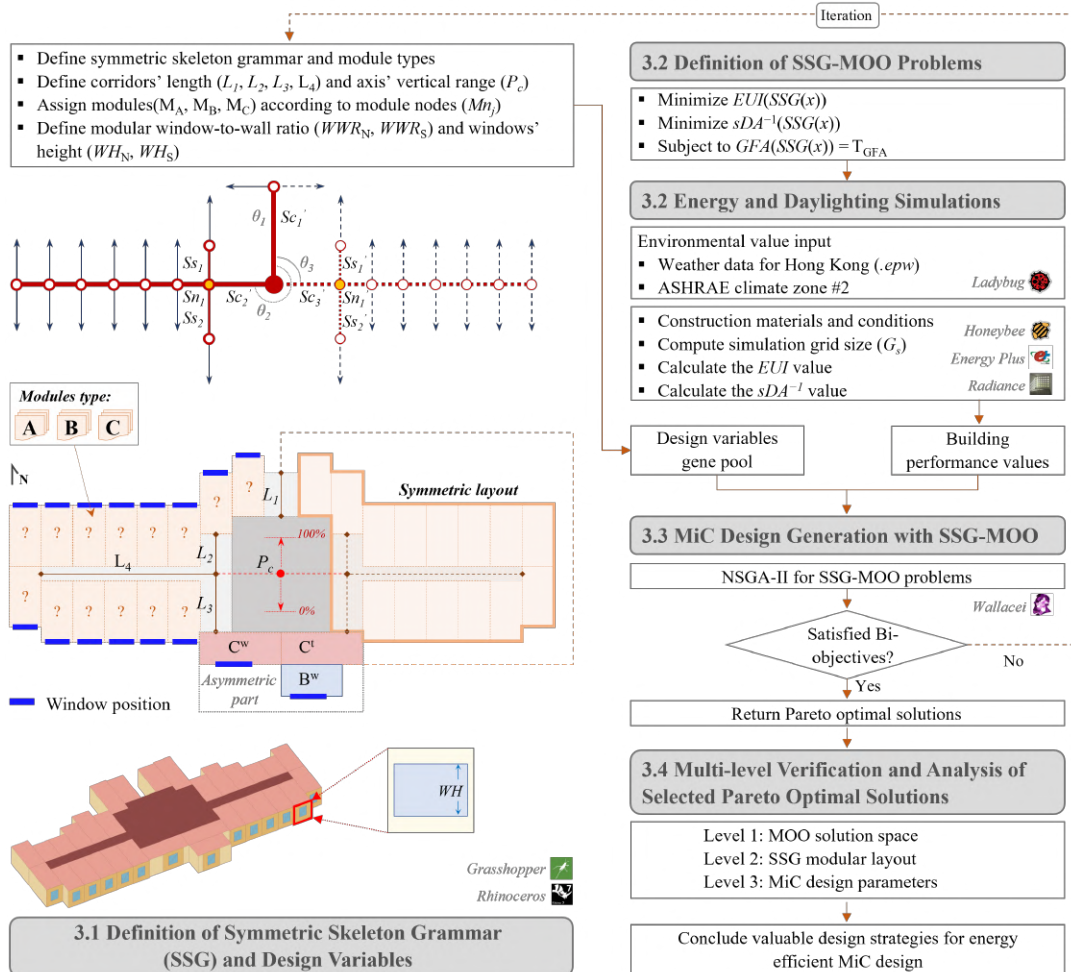 Iteration
▪ Define symmetric skeleton grammar and module types
▪ Define corridors' length (L1, L2, L3, L4) and axis' vertical range (Pc)
▪ Assign modules(MA, MB, MC) according to module nodes (Mnj)
▪ Define modular window-to-wall ratio (WWRN, WWRS) and windows'
height (WHN, WHS)
θ1 Sc1'
Ss1 θ3 Ss1'
Sn1 Sc2' Sc3' Sn1
Ss2 θ2 Ss2'
Modules type:
A B C
N
L1 Symmetric layout
? ?
? ? ? ? ? ?
100%
L2
L4 Pc
L3
? ? ? ? ? ?
0%
Cw Ct
Asymmetric
part
Bw
Window position
WH
Grasshopper
Rhinoceros
3.1 Definition of Symmetric Skeleton Grammar
(SSG) and Design Variables
3.2 Definition of SSG-MOO Problems
▪ Minimize EUI(SSG(x))
▪ Minimize sDA⁻¹(SSG(x))
▪ Subject to GFA(SSG(x)) = TGFA
3.2 Energy and Daylighting Simulations
Environmental value input
▪ Weather data for Hong Kong (.epw)
▪ ASHRAE climate zone #2
Ladybug
▪ Construction materials and conditions
▪ Compute simulation grid size (Gs)
▪ Calculate the EUI value
▪ Calculate the sDA⁻¹ value
Honeybee
Energy Plus
Radiance
Design variables
gene pool
Building
performance values
3.3 MiC Design Generation with SSG-MOO
NSGA-II for SSG-MOO problems
Wallacei
Satisfied Bi-
objectives?
No
Yes
Return Pareto optimal solutions
3.4 Multi-level Verification and Analysis of
Selected Pareto Optimal Solutions
Level 1: MOO solution space
Level 2: SSG modular layout
Level 3: MiC design parameters
Conclude valuable design strategies for energy
efficient MiC design